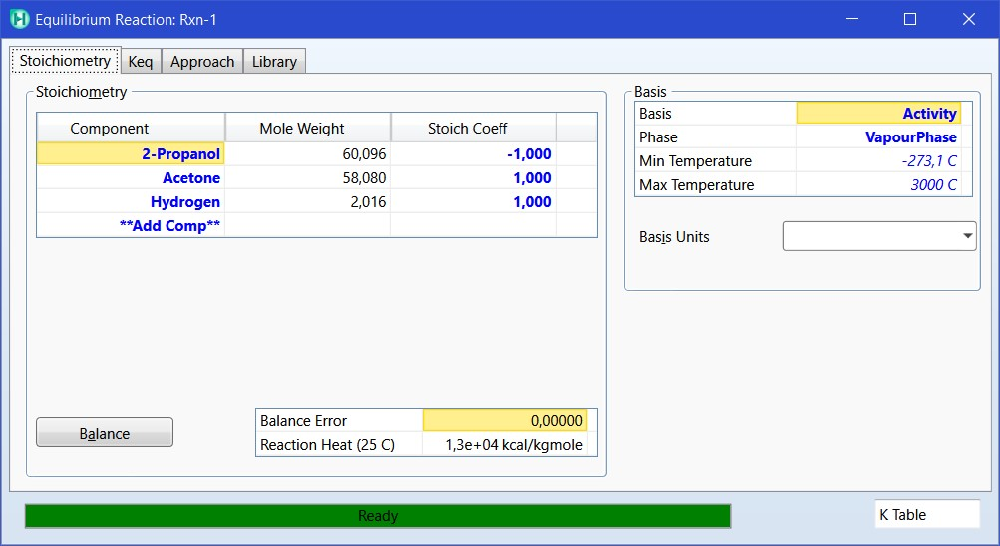 Equilibrium Reaction: Rxn-1
Stoichiometry Keq Approach Library
Stoichiometry
Component Mole Weight Stoich Coeff
2-Propanol 60,096 -1,000
Acetone 58,080 1,000
Hydrogen 2,016 1,000
**Add Comp**
Balance
Balance Error 0,00000
Reaction Heat (25 C) 1,3e+04 kcal/kgmole
Basis
Basis Activity
Phase VapourPhase
Min Temperature -273,1 C
Max Temperature 3000 C
Basis Units
Ready
K Table